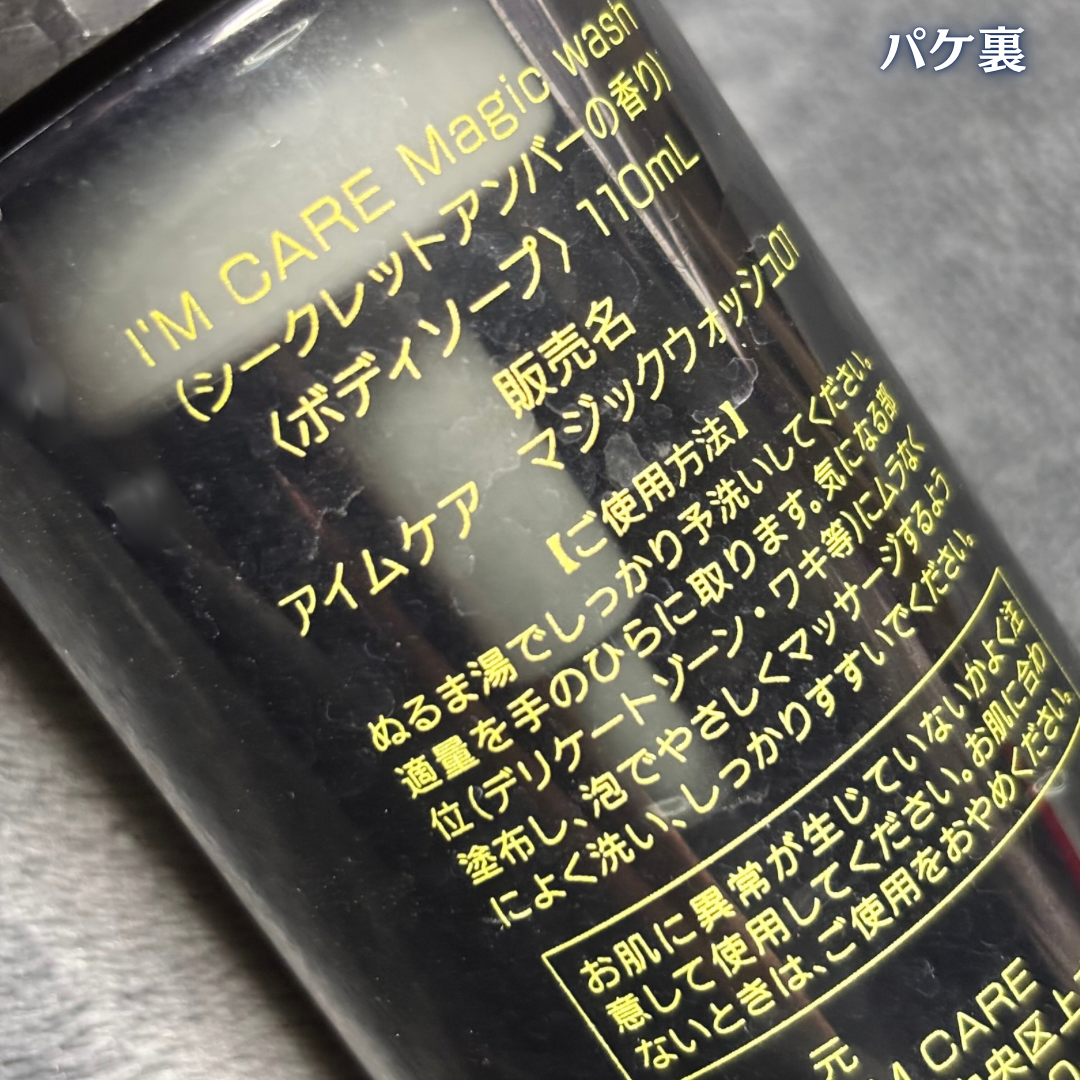 パケ裏
I'M CARE Magic wash
(シークレットアンバーの香り)
〈ボディソープ〉 110mL
販売名
アイムケア マジックウォッシュ01
【ご使用方法】
ぬるま湯でしっかり予洗いしてください。
適量を手のひらに取ります。気になる部
位(デリケートゾーン・ワキ等)にムラなく
塗布し、泡でやさしくマッサージするよう
によく洗い、しっかりすすいでください。
お肌に異常が生じていないかよく注
意して使用してください。お肌に合わ
ないときは、ご使用をおやめください。
元
M CARE
中央区上